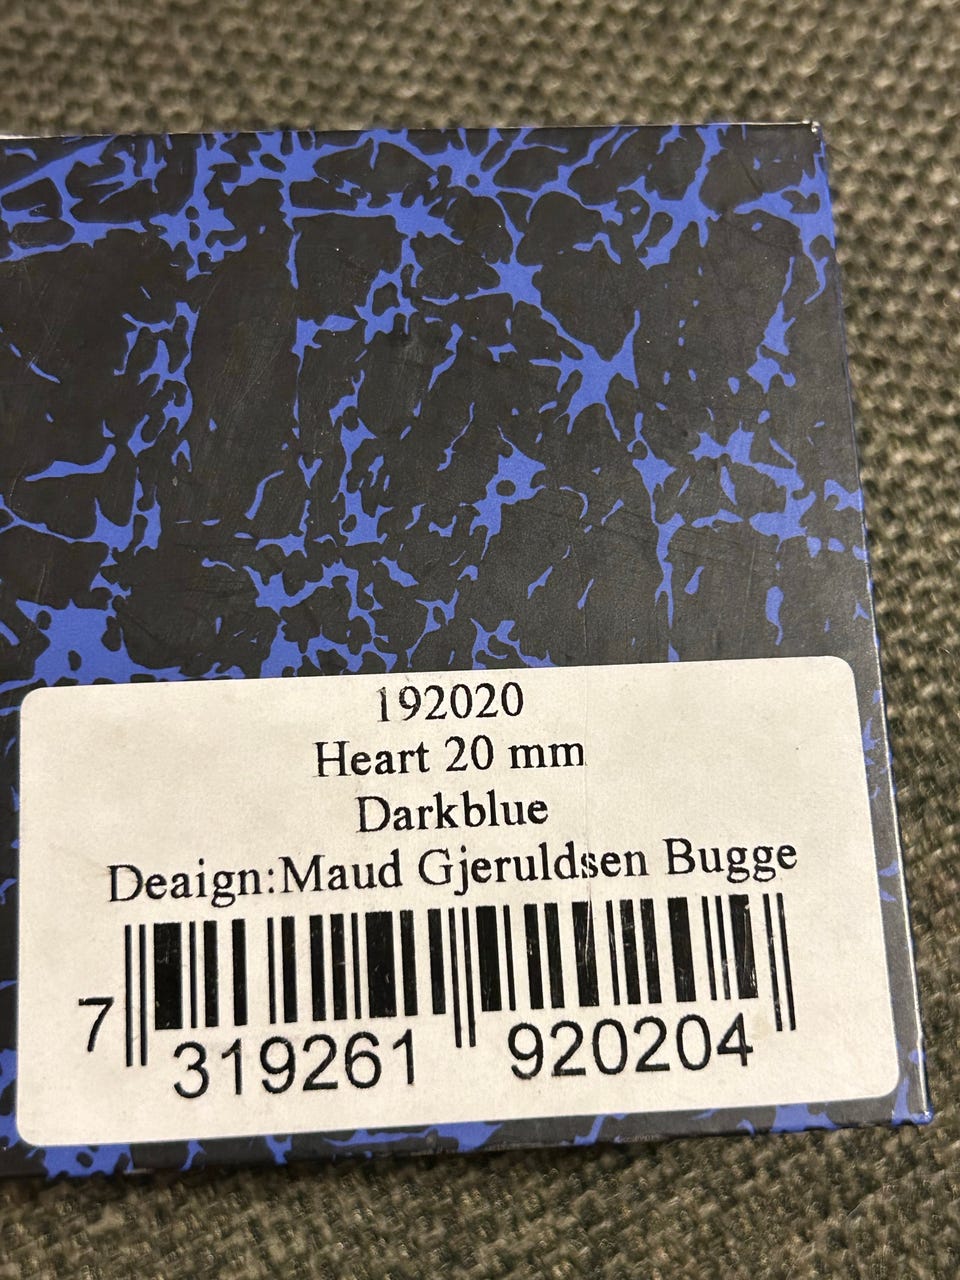 192020
Heart 20 mm
Darkblue
Deaign:Maud Gjeruldsen Bugge
7 319261 920204